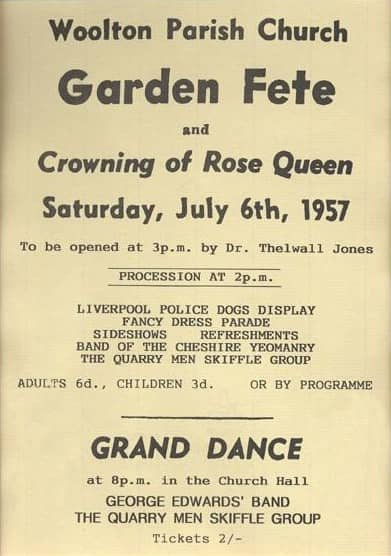 Woolton Parish Church
Garden Fete
and
Crowning of Rose Queen
Saturday, July 6th, 1957
To be opened at 3p.m. by Dr. Thelwall Jones
PROCESSION AT 2p.m.
LIVERPOOL POLICE DOGS DISPLAY
FANCY DRESS PARADE
SIDESHOWS REFRESHMENTS
BAND OF THE CHESHIRE YEOMANRY
THE QUARRY MEN SKIFFLE GROUP
ADULTS 6d., CHILDREN 3d. OR BY PROGRAMME
GRAND DANCE
at 8p.m. in the Church Hall
GEORGE EDWARDS' BAND
THE QUARRY MEN SKIFFLE GROUP
Tickets 2/-